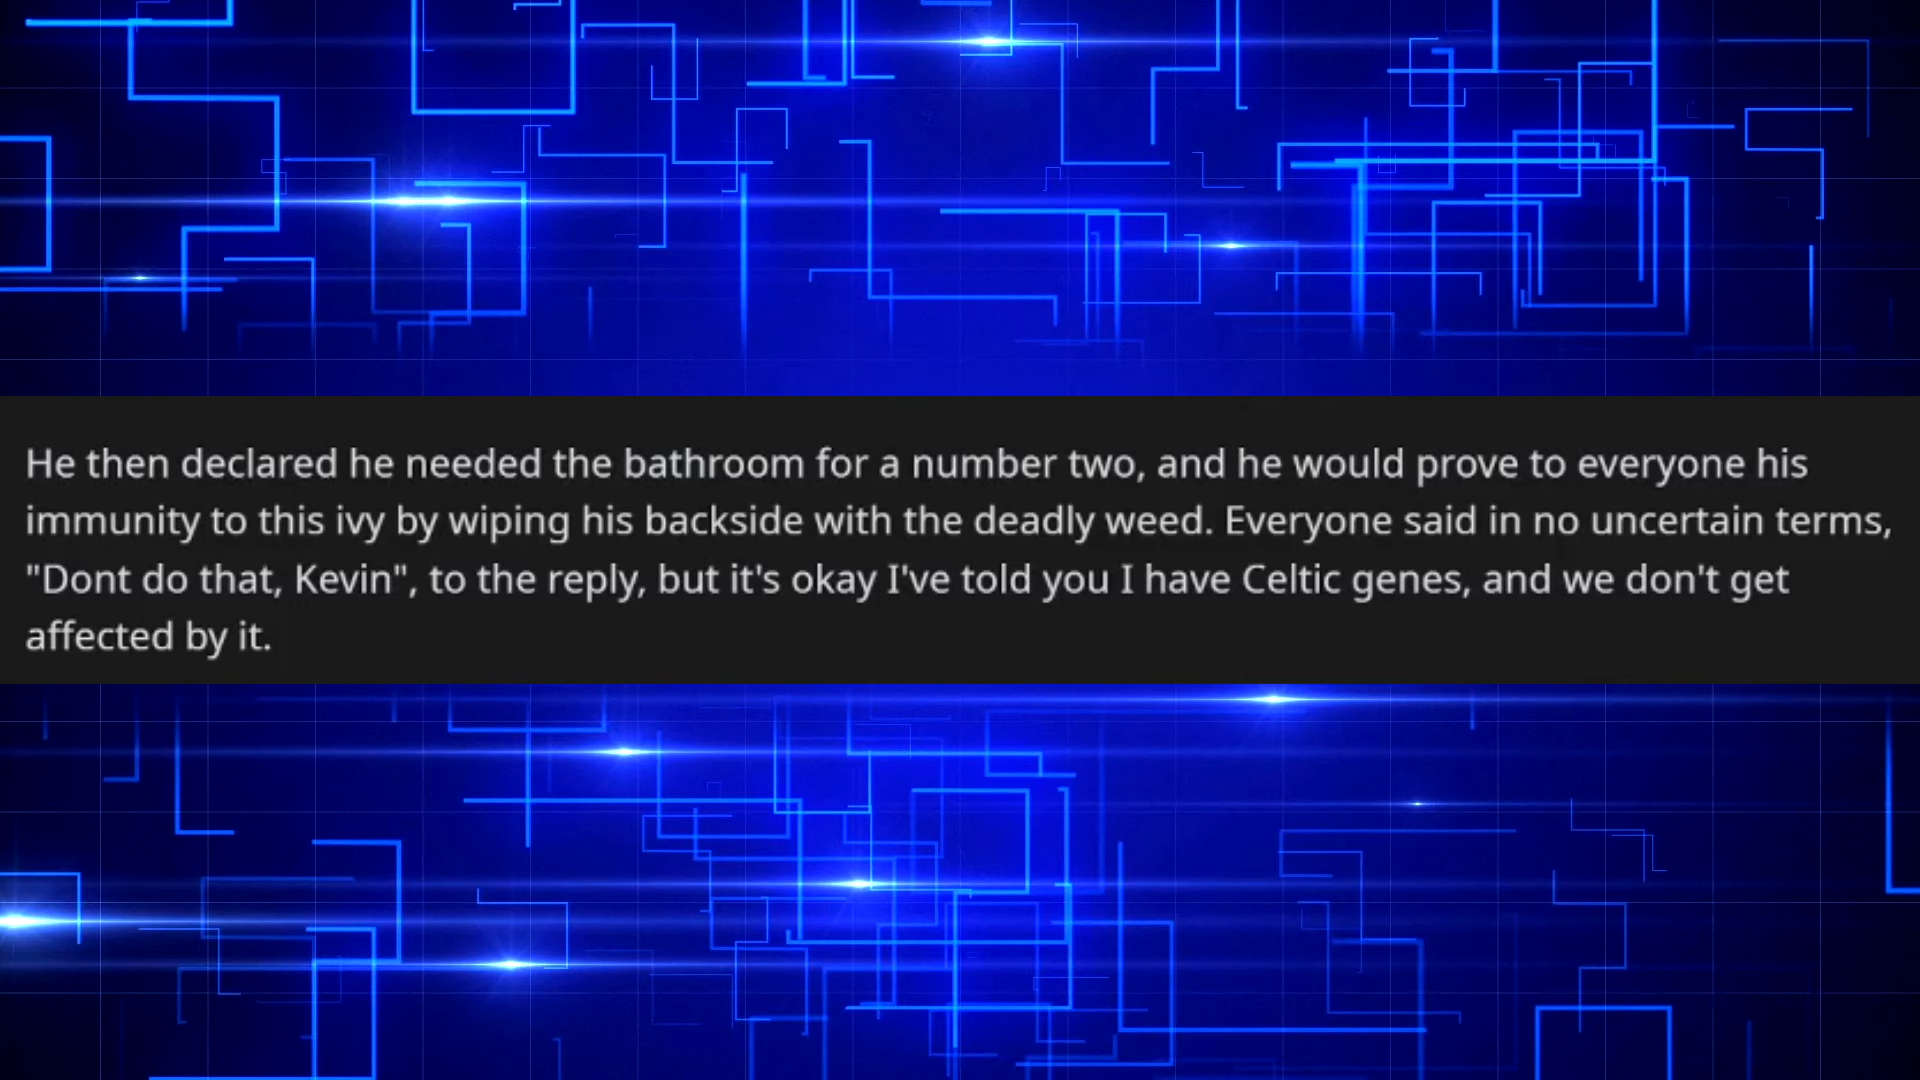 He then declared he needed the bathroom for a number two, and he would prove to everyone his
immunity to this ivy by wiping his backside with the deadly weed. Everyone said in no uncertain terms,
"Dont do that, Kevin", to the reply, but it's okay I've told you I have Celtic genes, and we don't get
affected by it.